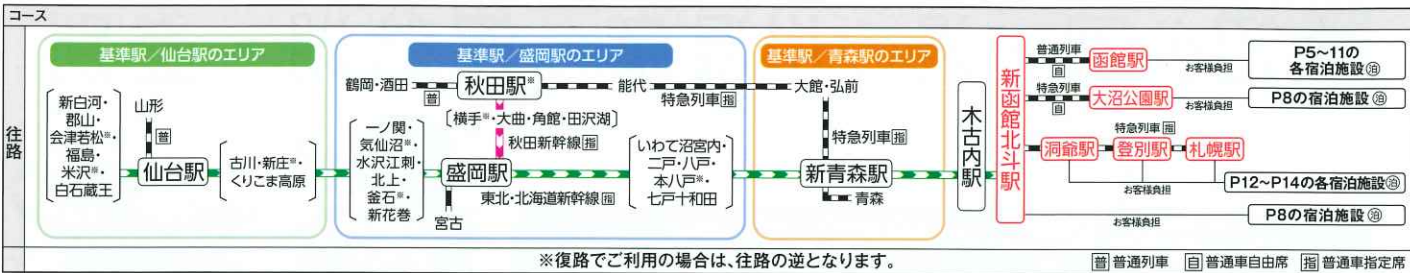 コース
往路
基準駅/仙台駅のエリア
新白河・
郡山・
会津若松※・
福島・
米沢※・
白石蔵王
山形
普
仙台駅
古川・新庄※・
くりこま高原
基準駅/盛岡駅のエリア
鶴岡・酒田
普
秋田駅※
能代
特急列車指
〔横手※・大曲・角館・田沢湖〕
秋田新幹線指
一ノ関・
気仙沼※・
水沢江刺・
北上・
釜石※・
新花巻
盛岡駅
宮古
東北・北海道新幹線指
いわて沼宮内・
二戸・八戸・
本八戸※・
七戸十和田
基準駅/青森駅のエリア
大館・弘前
特急列車指
新青森駅
青森
木古内駅
新函館北斗駅
普通列車
自
函館駅
お客様負担
P5~11の
各宿泊施設泊
特急列車
自
大沼公園駅
お客様負担
P8の宿泊施設泊
特急列車指
洞爺駅
登別駅
札幌駅
お客様負担
P12~P14の各宿泊施設泊
お客様負担
P8の宿泊施設泊
※復路でご利用の場合は、往路の逆となります。
普 普通列車 自 普通車自由席 指 普通車指定席